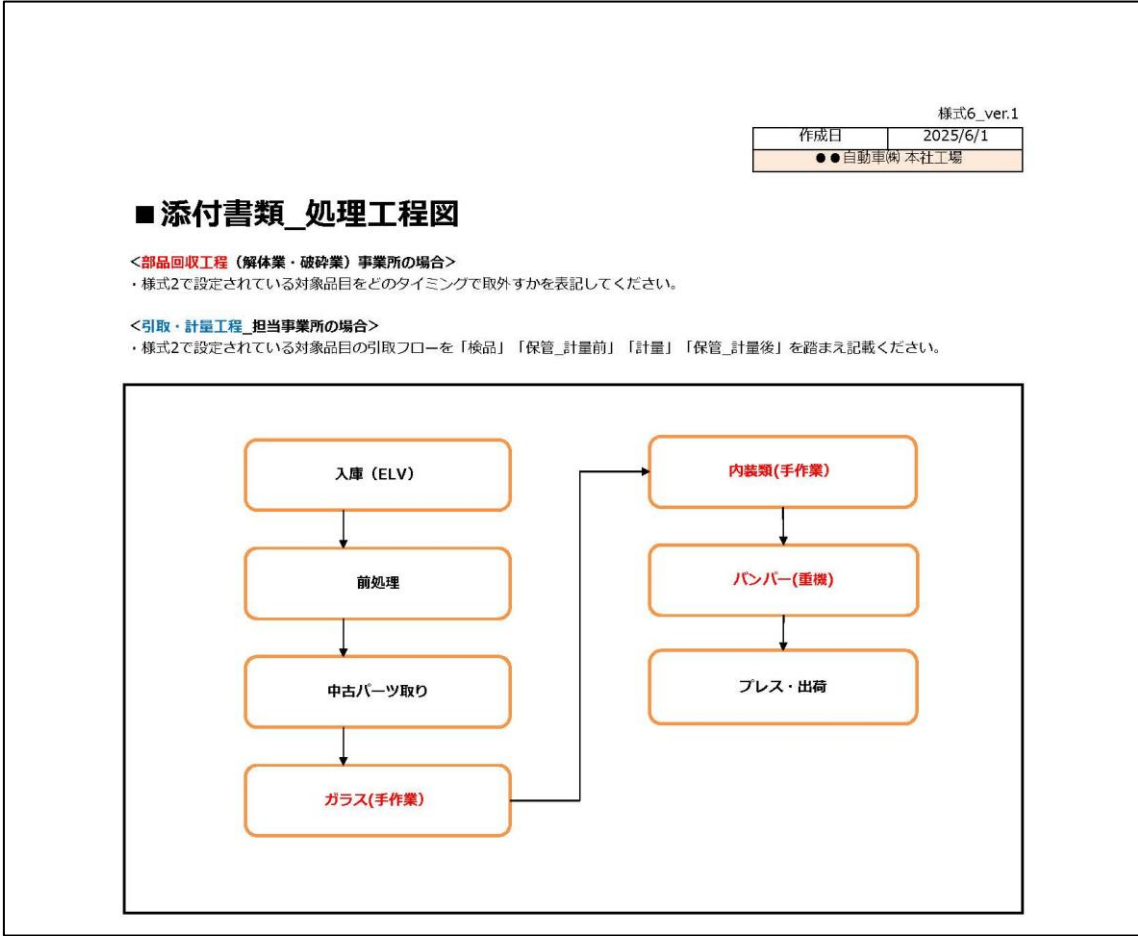 様式6_ver.1
作成日 2025/6/1
●●自動車㈱ 本社工場
■添付書類_処理工程図
<部品回収工程（解体業・破砕業）事業所の場合>
・様式2で設定されている対象品目をどのタイミングで取外すかを表記してください。
<引取・計量工程_担当事業所の場合>
・様式2で設定されている対象品目の引取フローを「検品」「保管_計量前」「計量」「保管_計量後」を踏まえ記載ください。
入庫（ELV）
前処理
中古パーツ取り
ガラス(手作業）
内装類(手作業）
バンパー(重機)
プレス・出荷